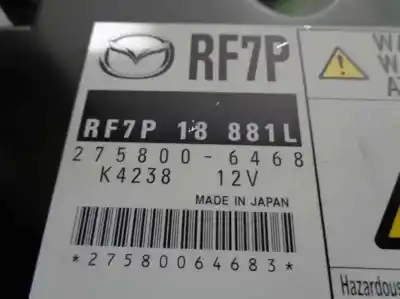 RF7P
RF7P 18 881L
275800-6468
K4238 12V
MADE IN JAPAN
*27580064683*
Hazardous